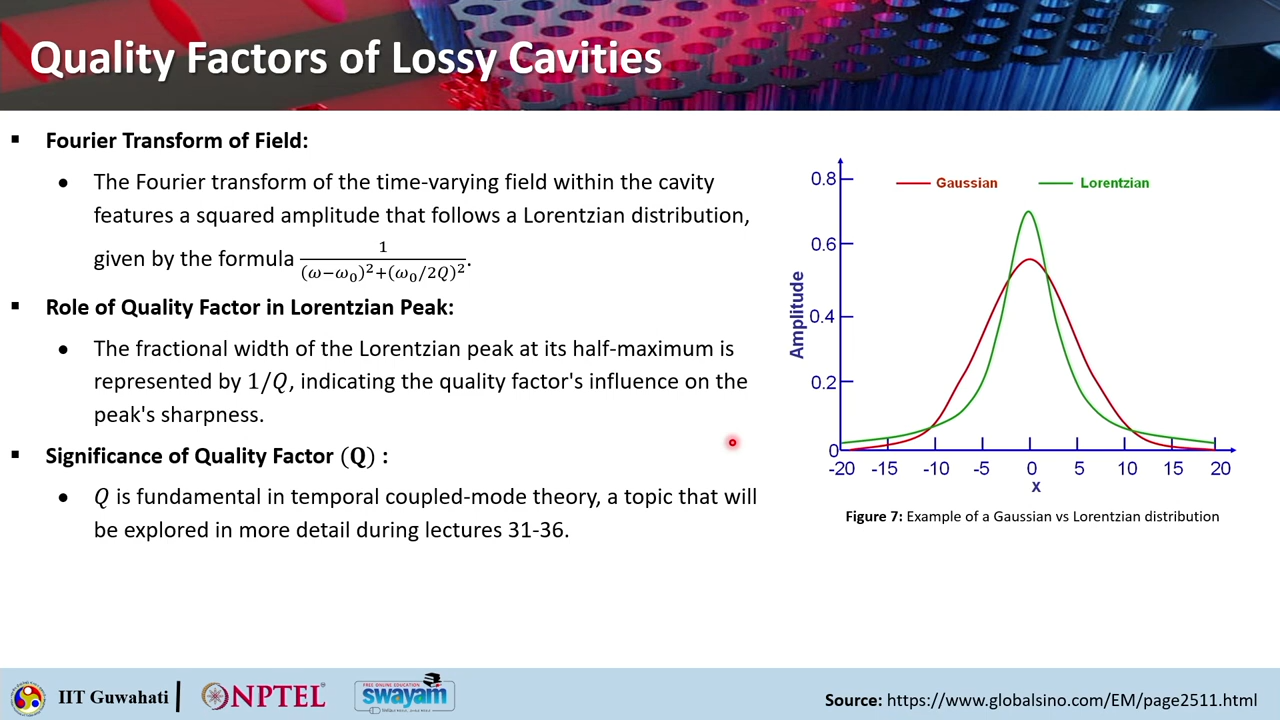 Quality Factors of Lossy Cavities
▪ Fourier Transform of Field:
• The Fourier transform of the time-varying field within the cavity
features a squared amplitude that follows a Lorentzian distribution,
given by the formula 1/((ω−ω₀)²+(ω₀/2Q)²).
▪ Role of Quality Factor in Lorentzian Peak:
• The fractional width of the Lorentzian peak at its half-maximum is
represented by 1/Q, indicating the quality factor's influence on the
peak's sharpness.
▪ Significance of Quality Factor (Q) :
• Q is fundamental in temporal coupled-mode theory, a topic that will
be explored in more detail during lectures 31-36.
Gaussian
Lorentzian
Amplitude
0.8
0.6
0.4
0.2
0
-20 -15 -10 -5 0 5 10 15 20
x
Figure 7: Example of a Gaussian vs Lorentzian distribution
IIT Guwahati
NPTEL
FREE ONLINE EDUCATION
swayam
Source: https://www.globalsino.com/EM/page2511.html